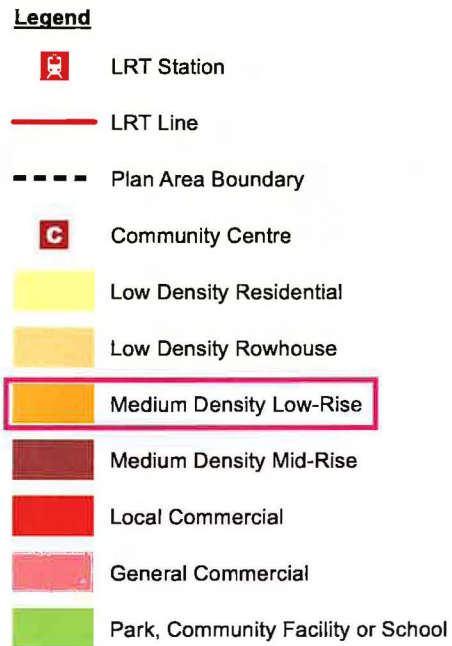 Legend
LRT Station
LRT Line
Plan Area Boundary
C Community Centre
Low Density Residential
Low Density Rowhouse
Medium Density Low-Rise
Medium Density Mid-Rise
Local Commercial
General Commercial
Park, Community Facility or School